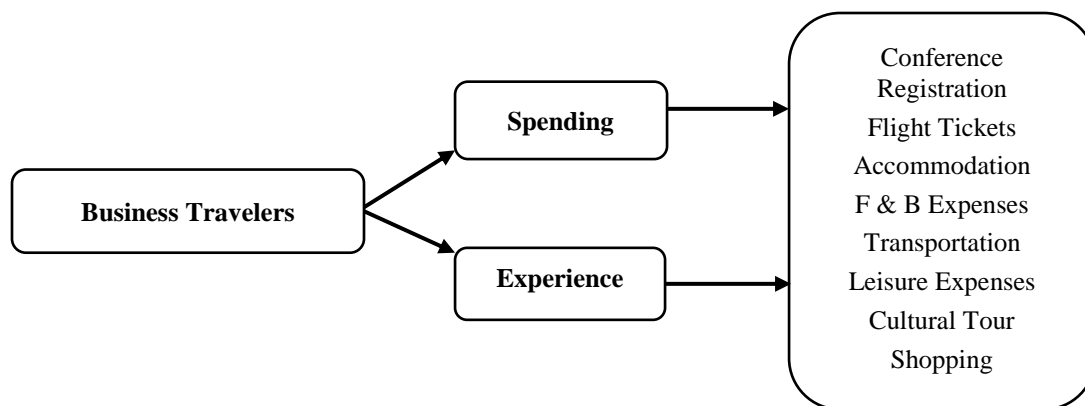 Business Travelers
Spending
Experience
Conference
Registration
Flight Tickets
Accommodation
F & B Expenses
Transportation
Leisure Expenses
Cultural Tour
Shopping